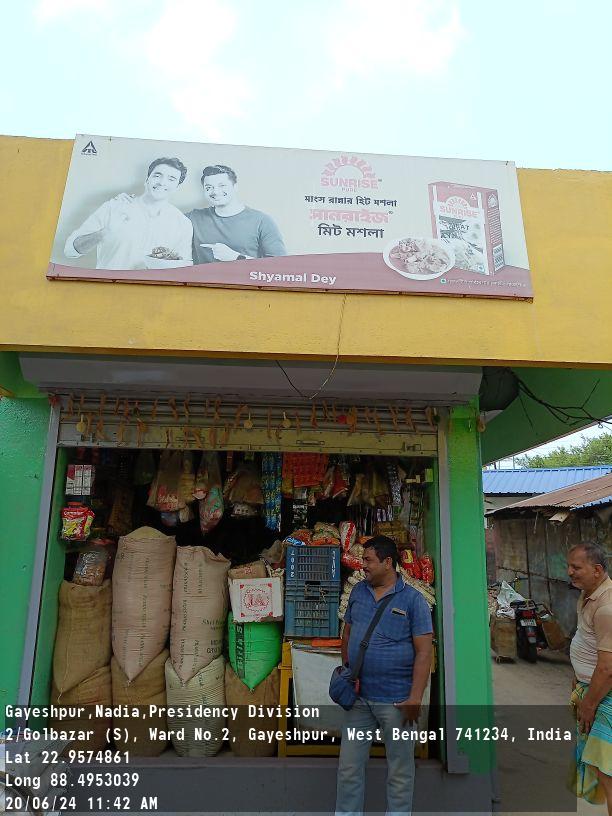 SUNRISE
PURE
মাংস রান্নার হিট মশলা
সানরাইজ
মিট মশলা
SUNRISE
Shyamal Dey
Gayeshpur,Nadia,Presidency Division
2/Golbazar (S), Ward No.2, Gayeshpur, West Bengal 741234, India
Lat 22.9574861
Long 88.4953039
20/06/24 11:42 AM